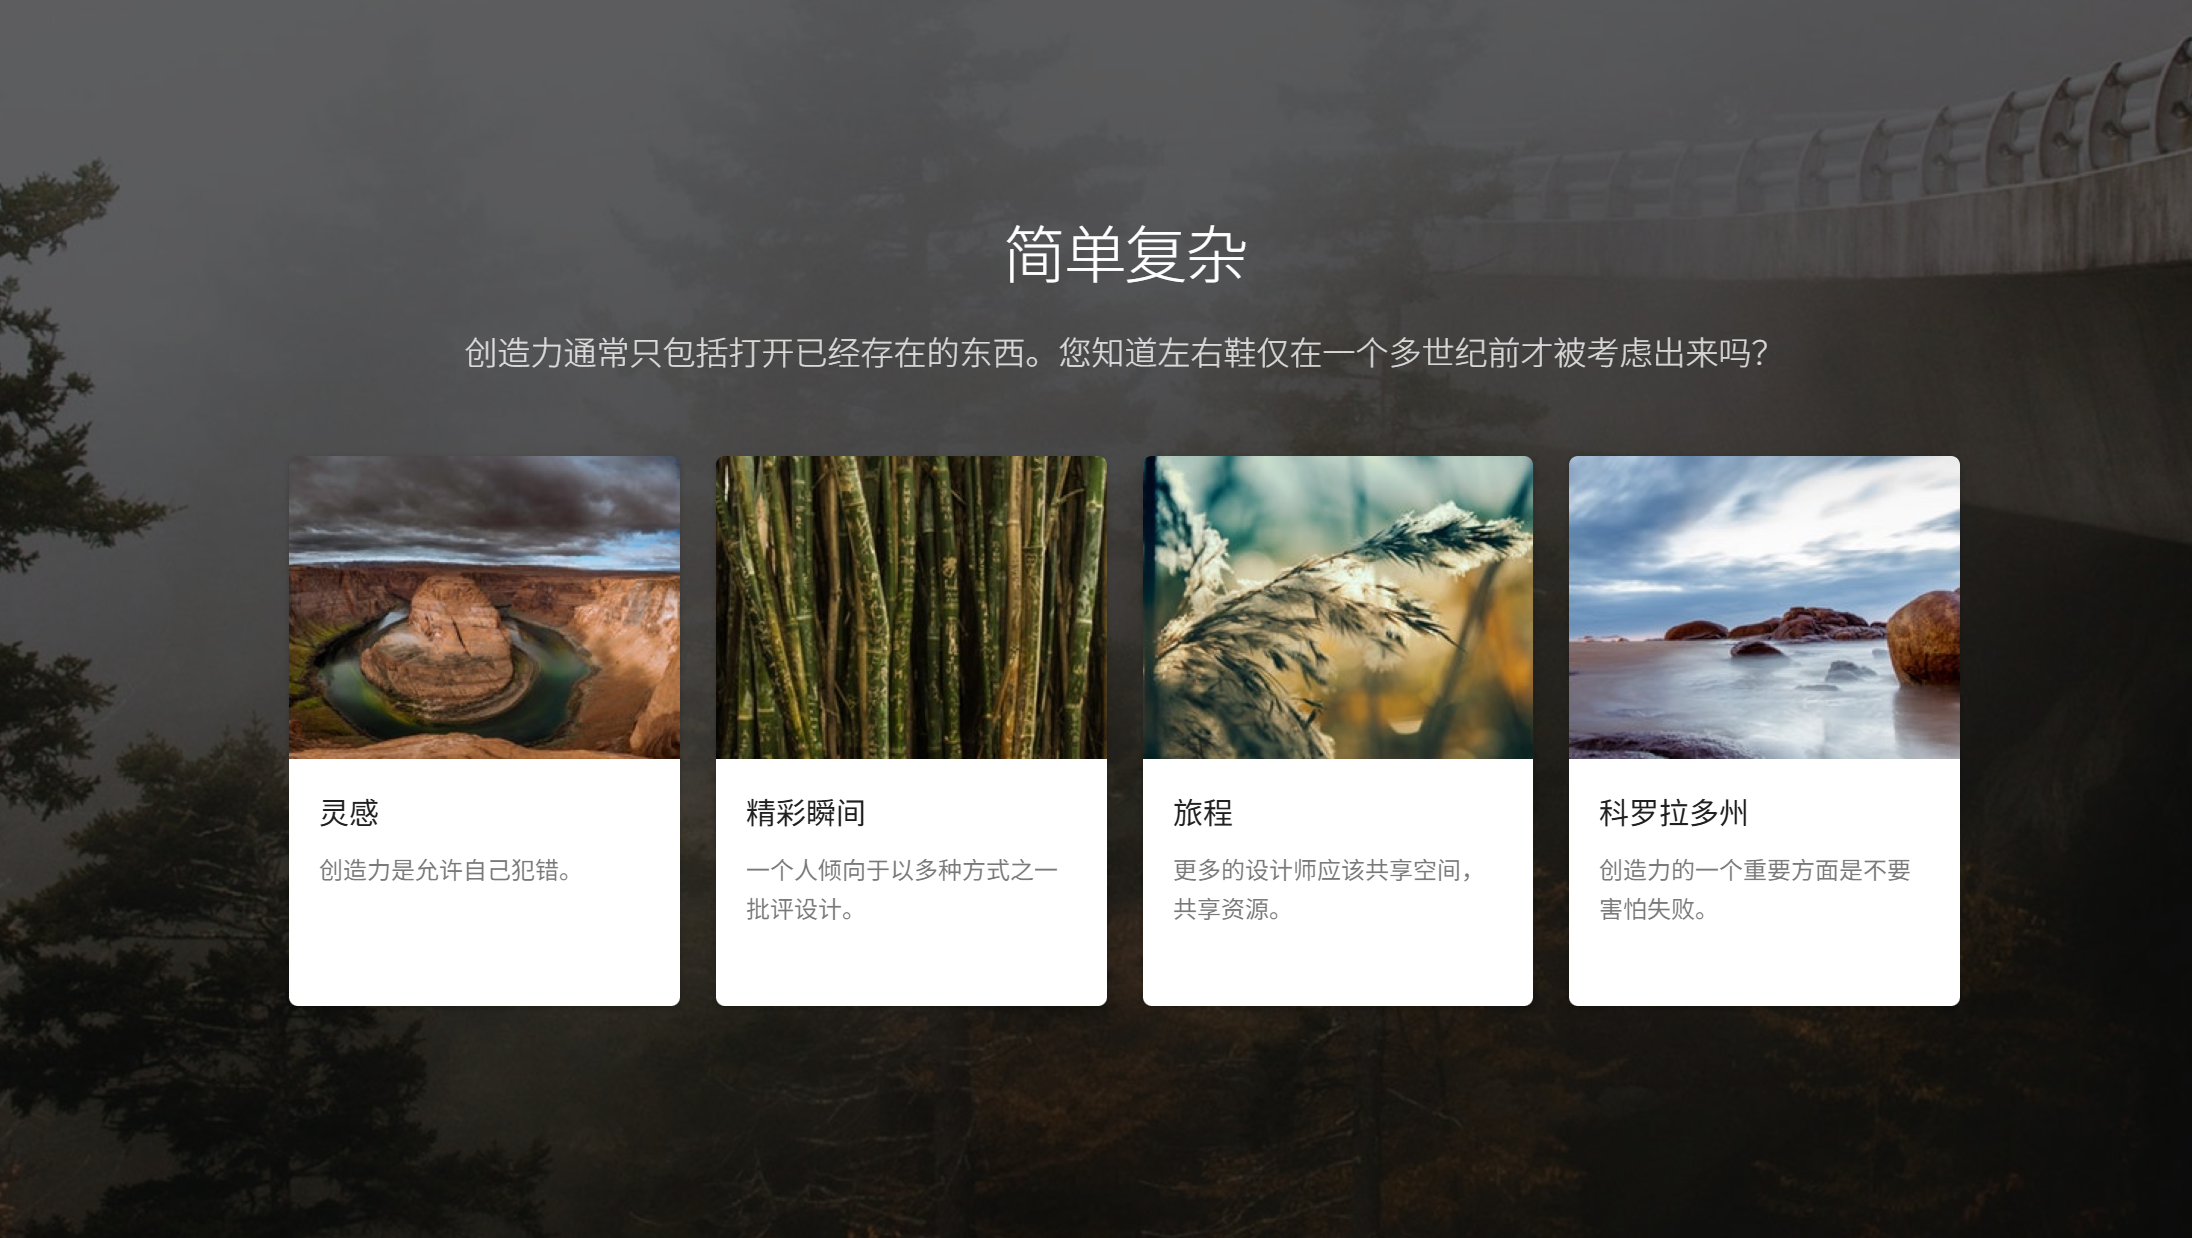 简单复杂
创造力通常只包括打开已经存在的东西。您知道左右鞋仅在一个多世纪前才被考虑出来吗？
灵感
创造力是允许自己犯错。
精彩瞬间
一个人倾向于以多种方式之一
批评设计。
旅程
更多的设计师应该共享空间，
共享资源。
科罗拉多州
创造力的一个重要方面是不要
害怕失败。